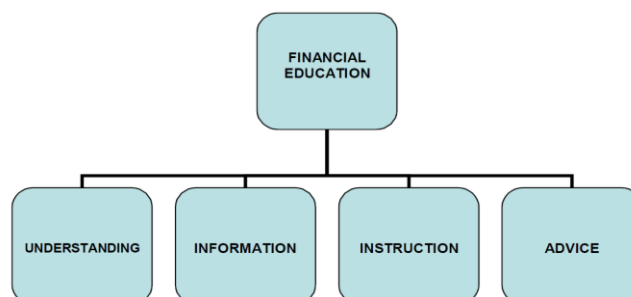 FINANCIAL
EDUCATION
UNDERSTANDING
INFORMATION
INSTRUCTION
ADVICE